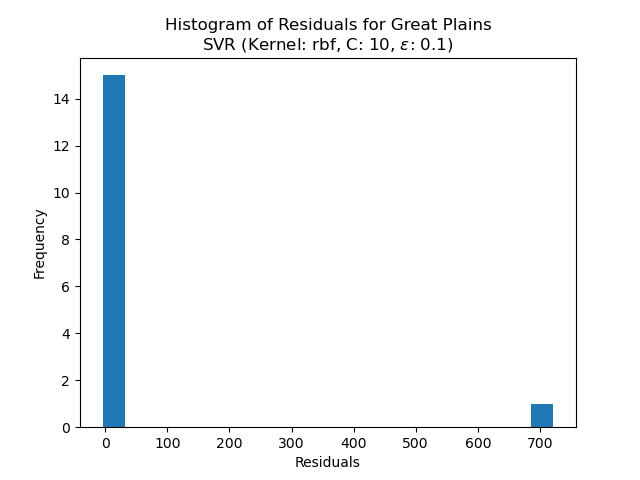 Histogram of Residuals for Great Plains
SVR (Kernel: rbf, C: 10, ε: 0.1)
Frequency
14
12
10
8
6
4
2
0
0 100 200 300 400 500 600 700
Residuals